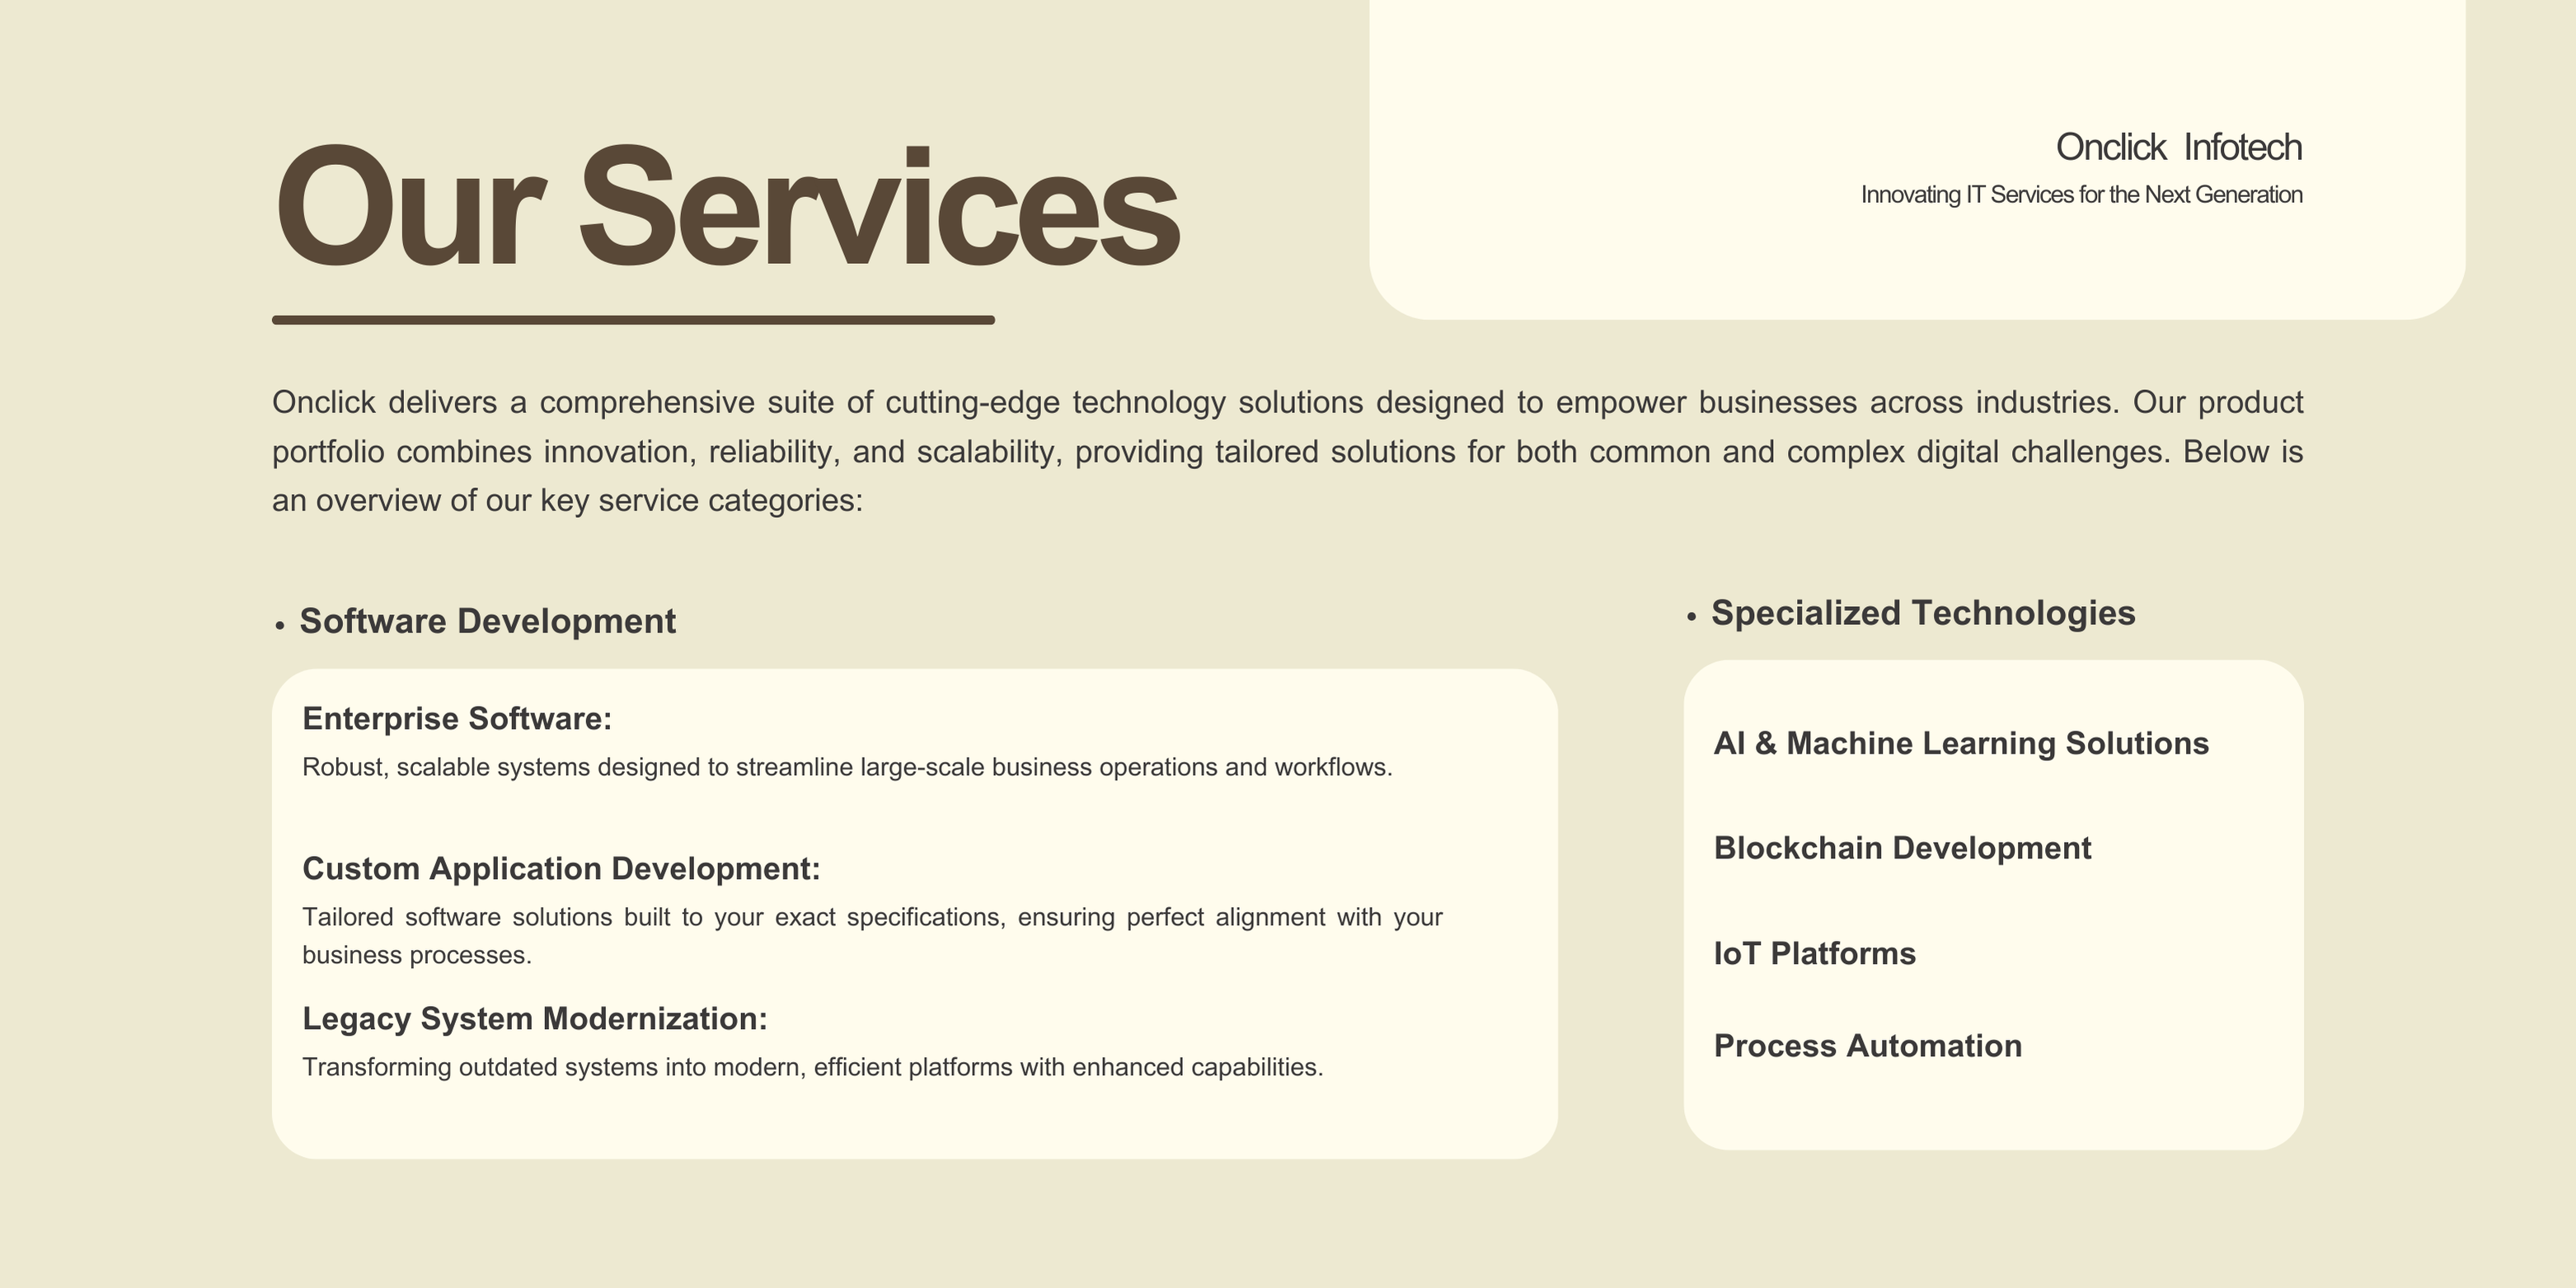 Our Services
Onclick Infotech
Innovating IT Services for the Next Generation
Onclick delivers a comprehensive suite of cutting-edge technology solutions designed to empower businesses across industries. Our product
portfolio combines innovation, reliability, and scalability, providing tailored solutions for both common and complex digital challenges. Below is
an overview of our key service categories:
• Software Development
Enterprise Software:
Robust, scalable systems designed to streamline large-scale business operations and workflows.
Custom Application Development:
Tailored software solutions built to your exact specifications, ensuring perfect alignment with your
business processes.
Legacy System Modernization:
Transforming outdated systems into modern, efficient platforms with enhanced capabilities.
• Specialized Technologies
AI & Machine Learning Solutions
Blockchain Development
IoT Platforms
Process Automation